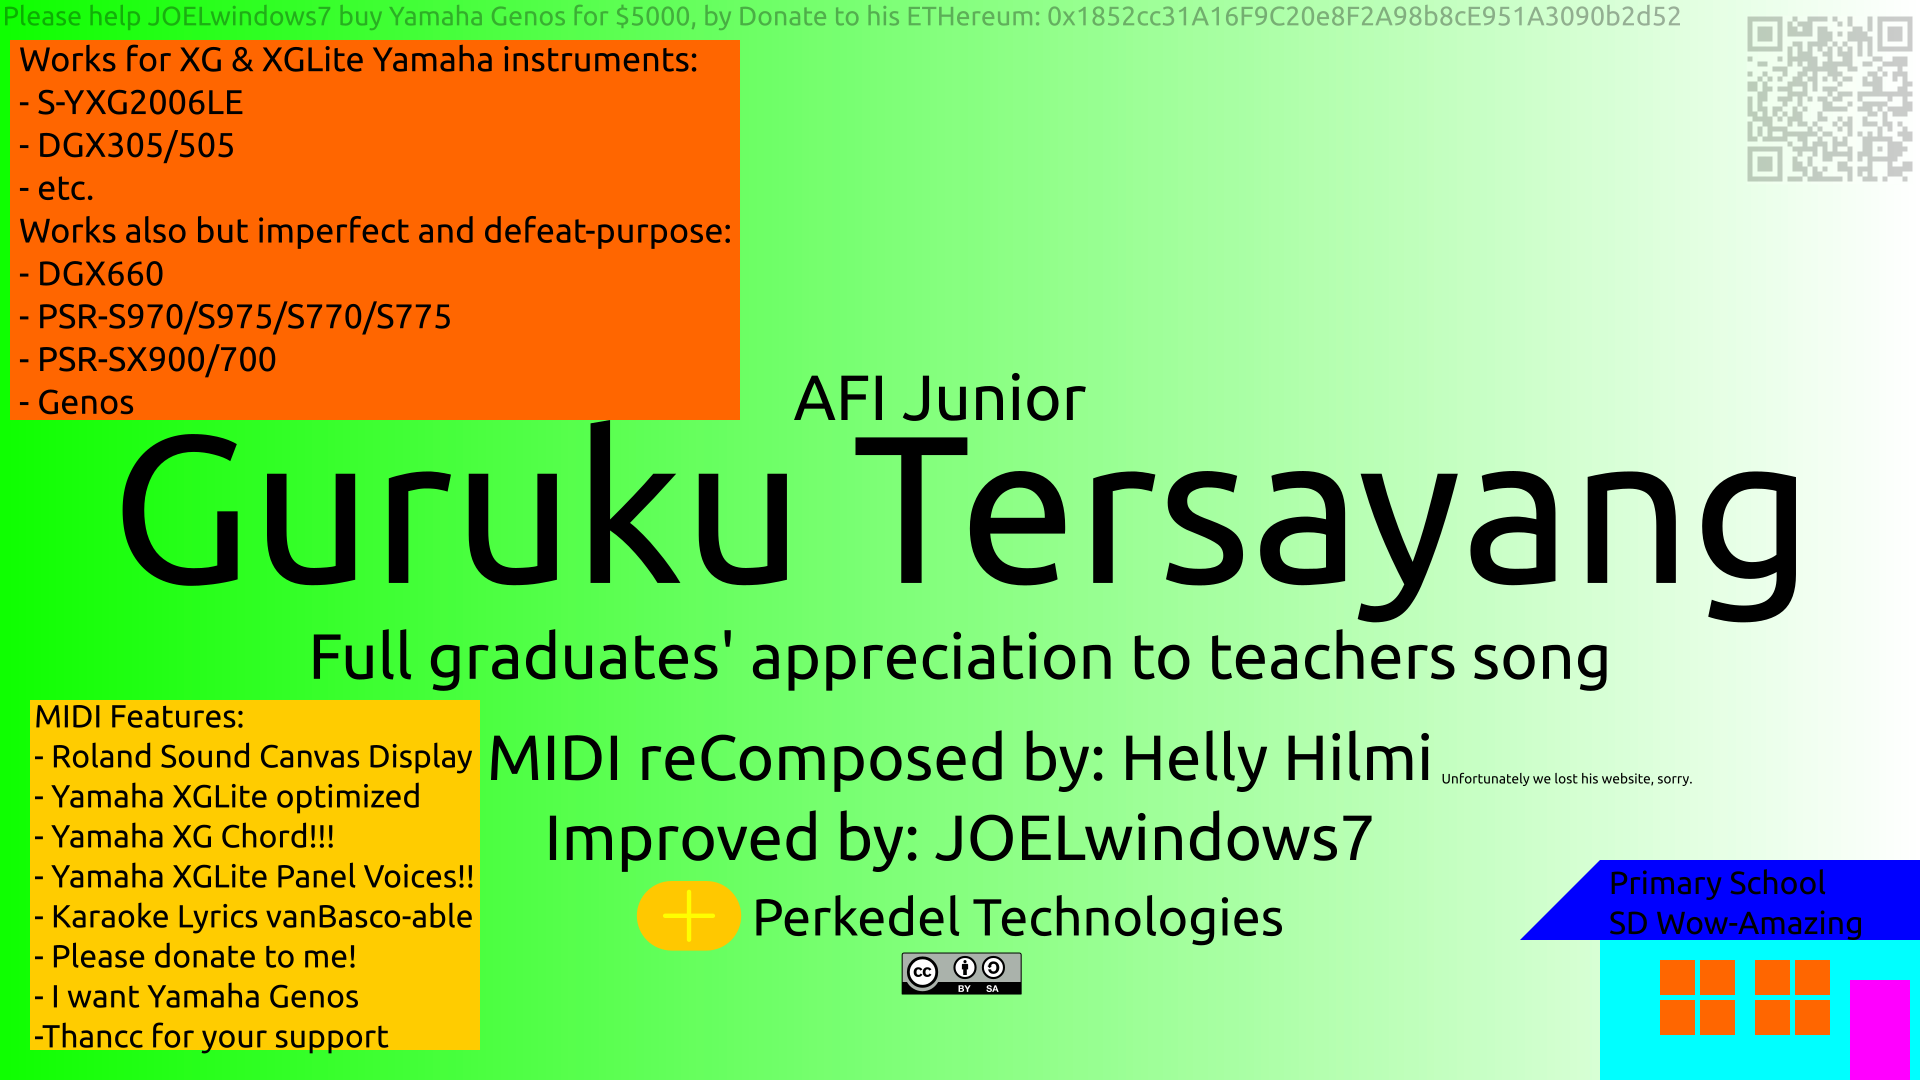 Please help JOELwindows7 buy Yamaha Genos for $5000, by Donate to his ETHereum: 0x1852cc31A16F9C20e8F2A98b8cE951A3090b2d52
Works for XG & XGLite Yamaha instruments:
- S-YXG2006LE
- DGX305/505
- etc.
Works also but imperfect and defeat-purpose:
- DGX660
- PSR-S970/S975/S770/S775
- PSR-SX900/700
- Genos
AFI Junior
Guruku Tersayang
Full graduates' appreciation to teachers song
MIDI Features:
- Roland Sound Canvas Display
- Yamaha XGLite optimized
- Yamaha XG Chord!!!
- Yamaha XGLite Panel Voices!!
- Karaoke Lyrics vanBasco-able
- Please donate to me!
- I want Yamaha Genos
-Thancc for your support
MIDI reComposed by: Helly Hilmi
Unfortunately we lost his website, sorry.
Improved by: JOELwindows7
Perkedel Technologies
cc
BY SA
Primary School
SD Wow-Amazing